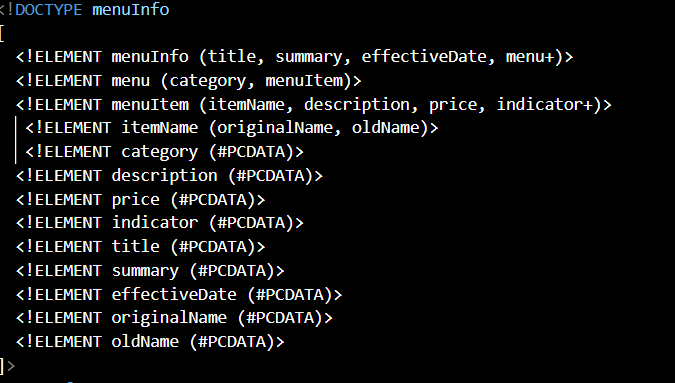 <!DOCTYPE menuInfo
[
<!ELEMENT menuInfo (title, summary, effectiveDate, menu+)>
<!ELEMENT menu (category, menuItem)>
<!ELEMENT menuItem (itemName, description, price, indicator+)>
<!ELEMENT itemName (originalName, oldName)>
<!ELEMENT category (#PCDATA)>
<!ELEMENT description (#PCDATA)>
<!ELEMENT price (#PCDATA)>
<!ELEMENT indicator (#PCDATA)>
<!ELEMENT title (#PCDATA)>
<!ELEMENT summary (#PCDATA)>
<!ELEMENT effectiveDate (#PCDATA)>
<!ELEMENT originalName (#PCDATA)>
<!ELEMENT oldName (#PCDATA)>
]>